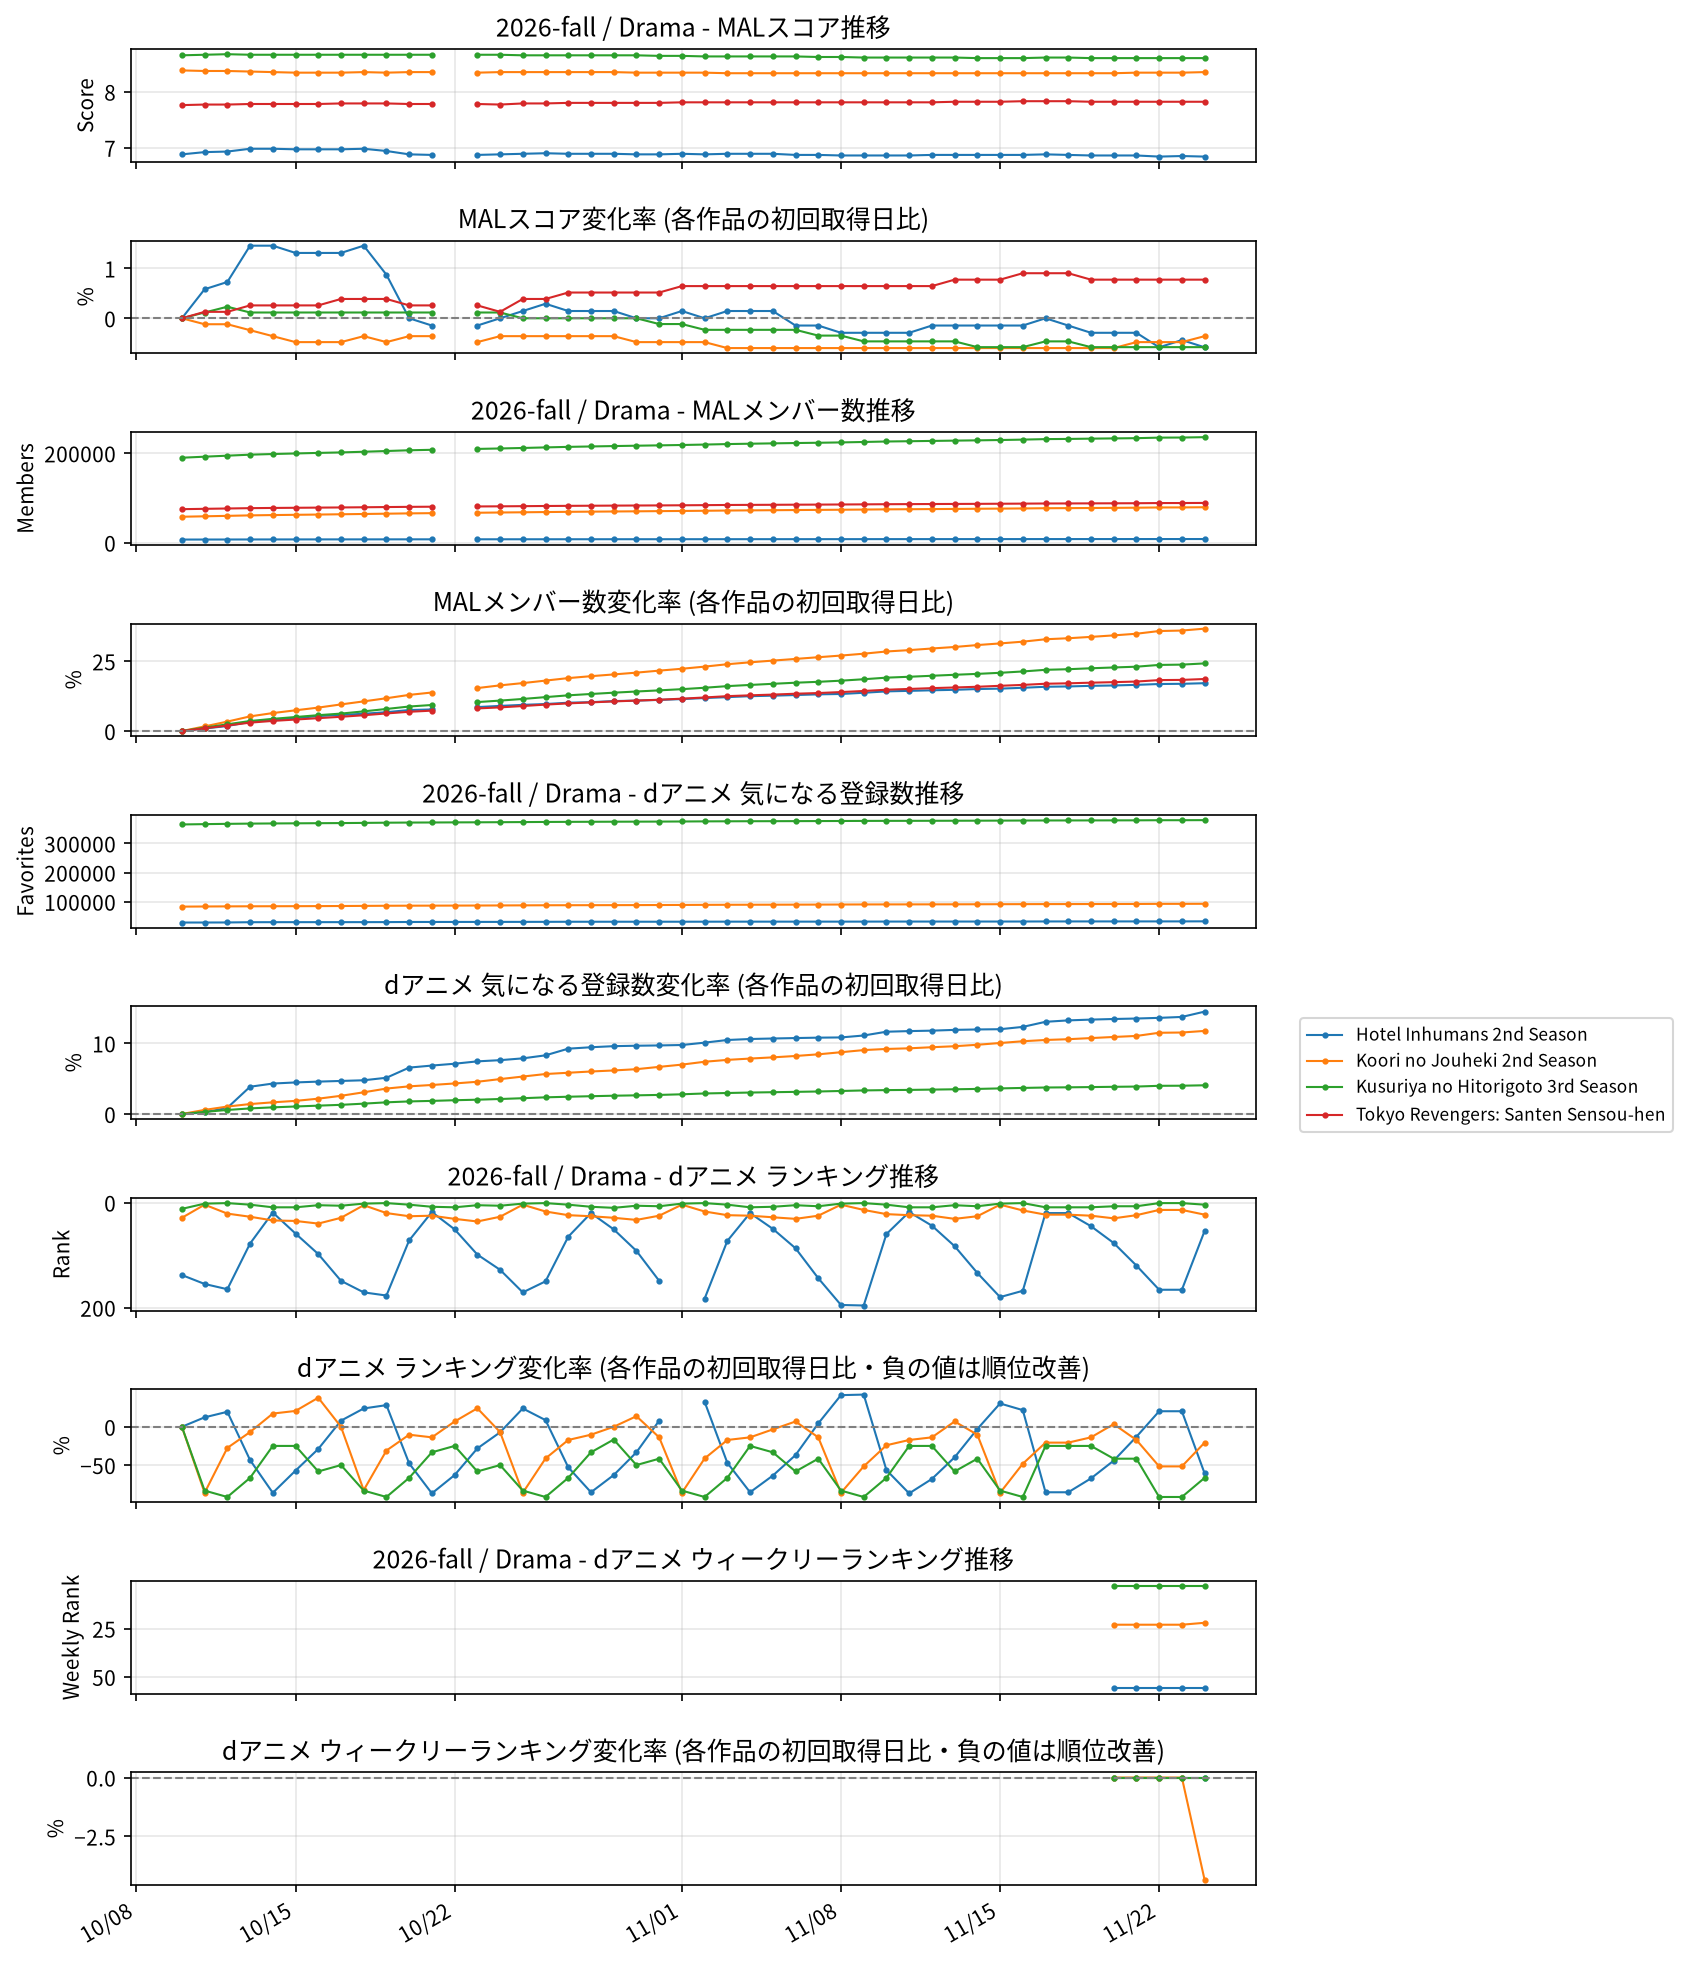 2026-fall / Drama - MALスコア推移
Score
8
7
MALスコア変化率 (各作品の初回取得日比)
%
1
0
2026-fall / Drama - MALメンバー数推移
Members
200000
0
MALメンバー数変化率 (各作品の初回取得日比)
%
25
0
2026-fall / Drama - dアニメ 気になる登録数推移
Favorites
300000
200000
100000
dアニメ 気になる登録数変化率 (各作品の初回取得日比)
%
10
0
Hotel Inhumans 2nd Season
Koori no Jouheki 2nd Season
Kusuriya no Hitorigoto 3rd Season
Tokyo Revengers: Santen Sensou-hen
2026-fall / Drama - dアニメ ランキング推移
Rank
0
200
dアニメ ランキング変化率 (各作品の初回取得日比・負の値は順位改善)
%
0
−50
2026-fall / Drama - dアニメ ウィークリーランキング推移
Weekly Rank
25
50
dアニメ ウィークリーランキング変化率 (各作品の初回取得日比・負の値は順位改善)
%
0.0
−2.5
10/08
10/15
10/22
11/01
11/08
11/15
11/22